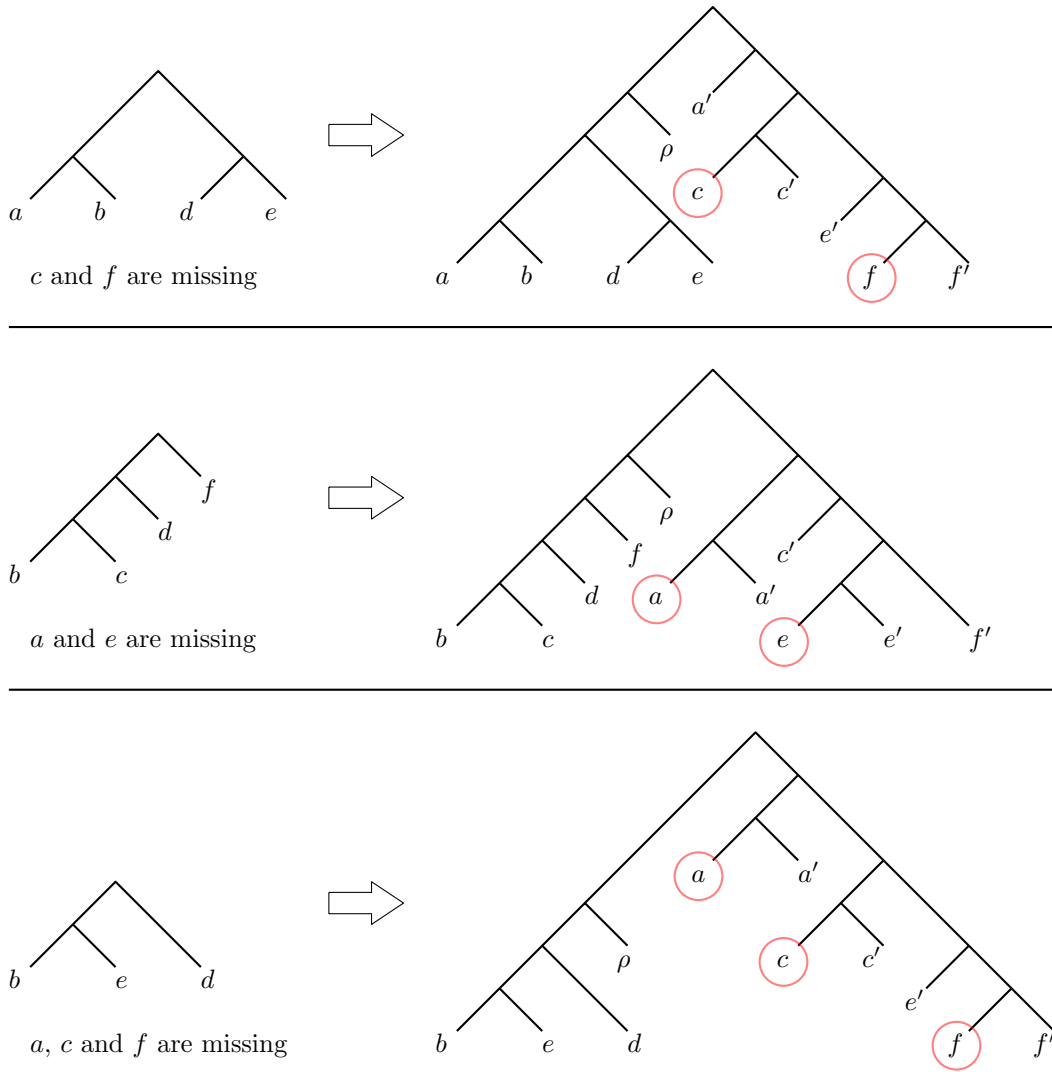 a′
ρ
c c′
a b d e
e′
a b d e f f′
c and f are missing
f
d
ρ
b c
f c′
d a a′
b c e e′ f′
a and e are missing
a a′
b e d
ρ c c′
e′
b e d f f′
a, c and f are missing